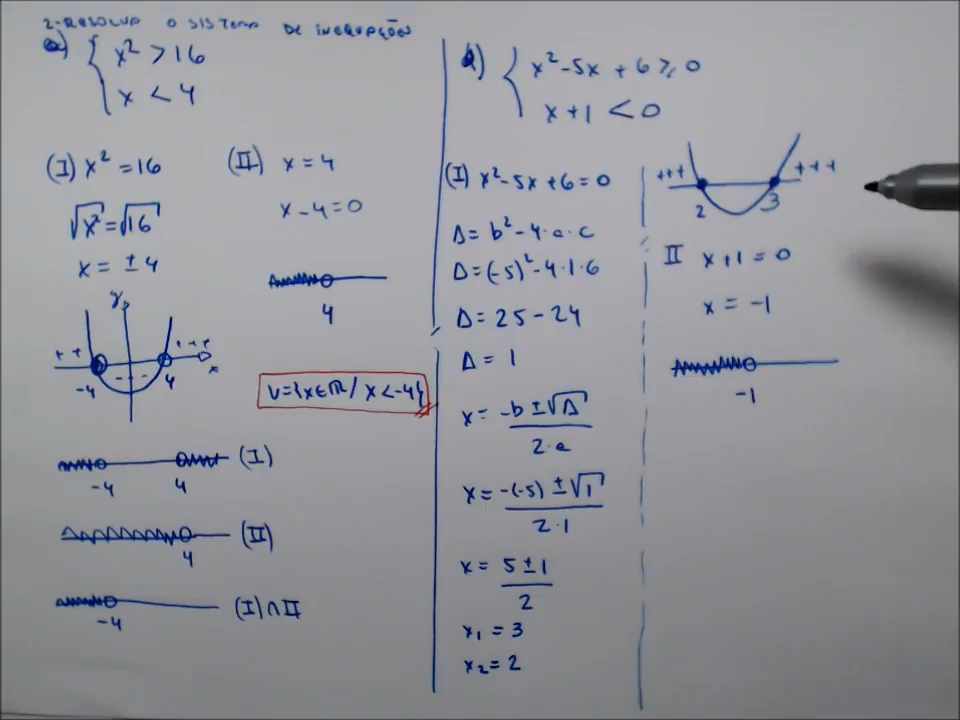 2-RESOLVA O SISTEMA DE INEQUAÇÕES
a) { x² > 16
x < 4
(I) x² = 16
√x² = √16
x = ± 4
y
+ + + + +
-4 - - - 4 x
(II) x = 4
x - 4 = 0
4
V = {x ∈ ℝ / x < -4}
-4 4 (I)
4 (II)
-4 (I) ∩ II
{ x² - 5x + 6 ≥ 0
x + 1 < 0
(I) x² - 5x + 6 = 0
Δ = b² - 4·a·c
Δ = (-5)² - 4·1·6
Δ = 25 - 24
Δ = 1
x = -b ± √Δ / 2·a
x = -(-5) ± √1 / 2·1
x = 5 ± 1 / 2
x₁ = 3
x₂ = 2
+++ +++
2 3
II x + 1 = 0
x = -1
-1